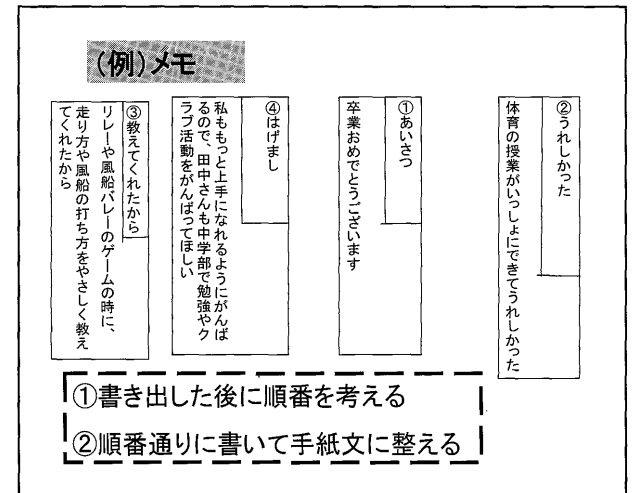 (例)メモ
②うれしかった
体育の授業がいっしょにできてうれしかった
①あいさつ
卒業おめでとうございます
④はげまし
私ももっと上手になれるようにがんば
るので、田中さんも中学部で勉強やク
ラブ活動をがんばってほしい
③教えてくれたから
リレーや風船バレーのゲームの時に、
走り方や風船の打ち方をやさしく教え
てくれたから
①書き出した後に順番を考える
②順番通りに書いて手紙文に整える